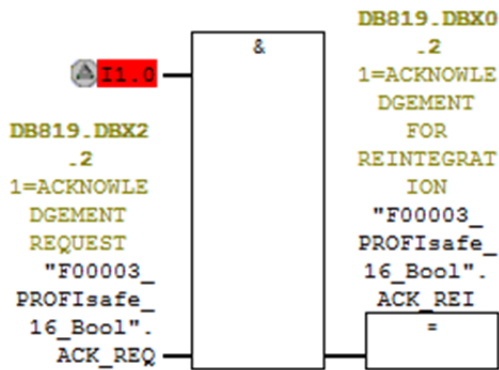 &
I1.0
DB819.DBX2
.2
1=ACKNOWLE
DGEMENT
REQUEST
"F00003_
PROFIsafe_
16_Bool".
ACK_REQ
DB819.DBX0
.2
1=ACKNOWLE
DGEMENT
FOR
REINTEGRAT
ION
"F00003_
PROFIsafe_
16_Bool".
ACK_REI
=